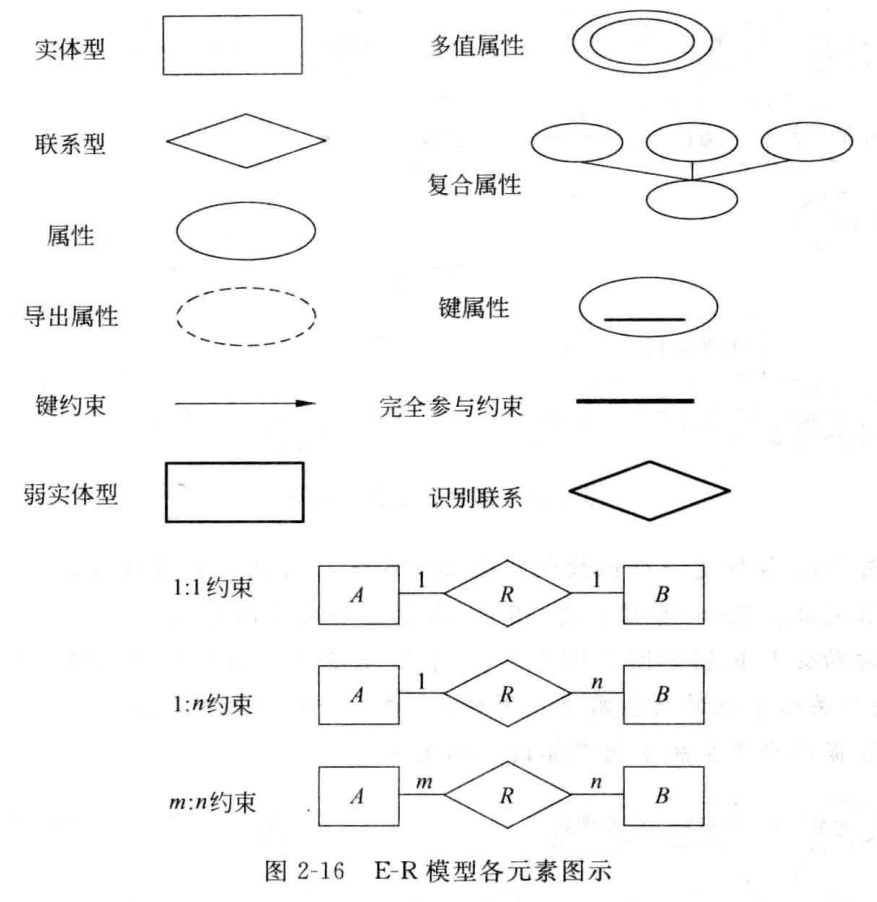 实体型
多值属性
联系型
复合属性
属性
导出属性
键属性
键约束
完全参与约束
弱实体型
识别联系
1:1约束 A 1 R 1 B
1:n约束 A 1 R n B
m:n约束 A m R n B
图 2-16 E-R 模型各元素图示